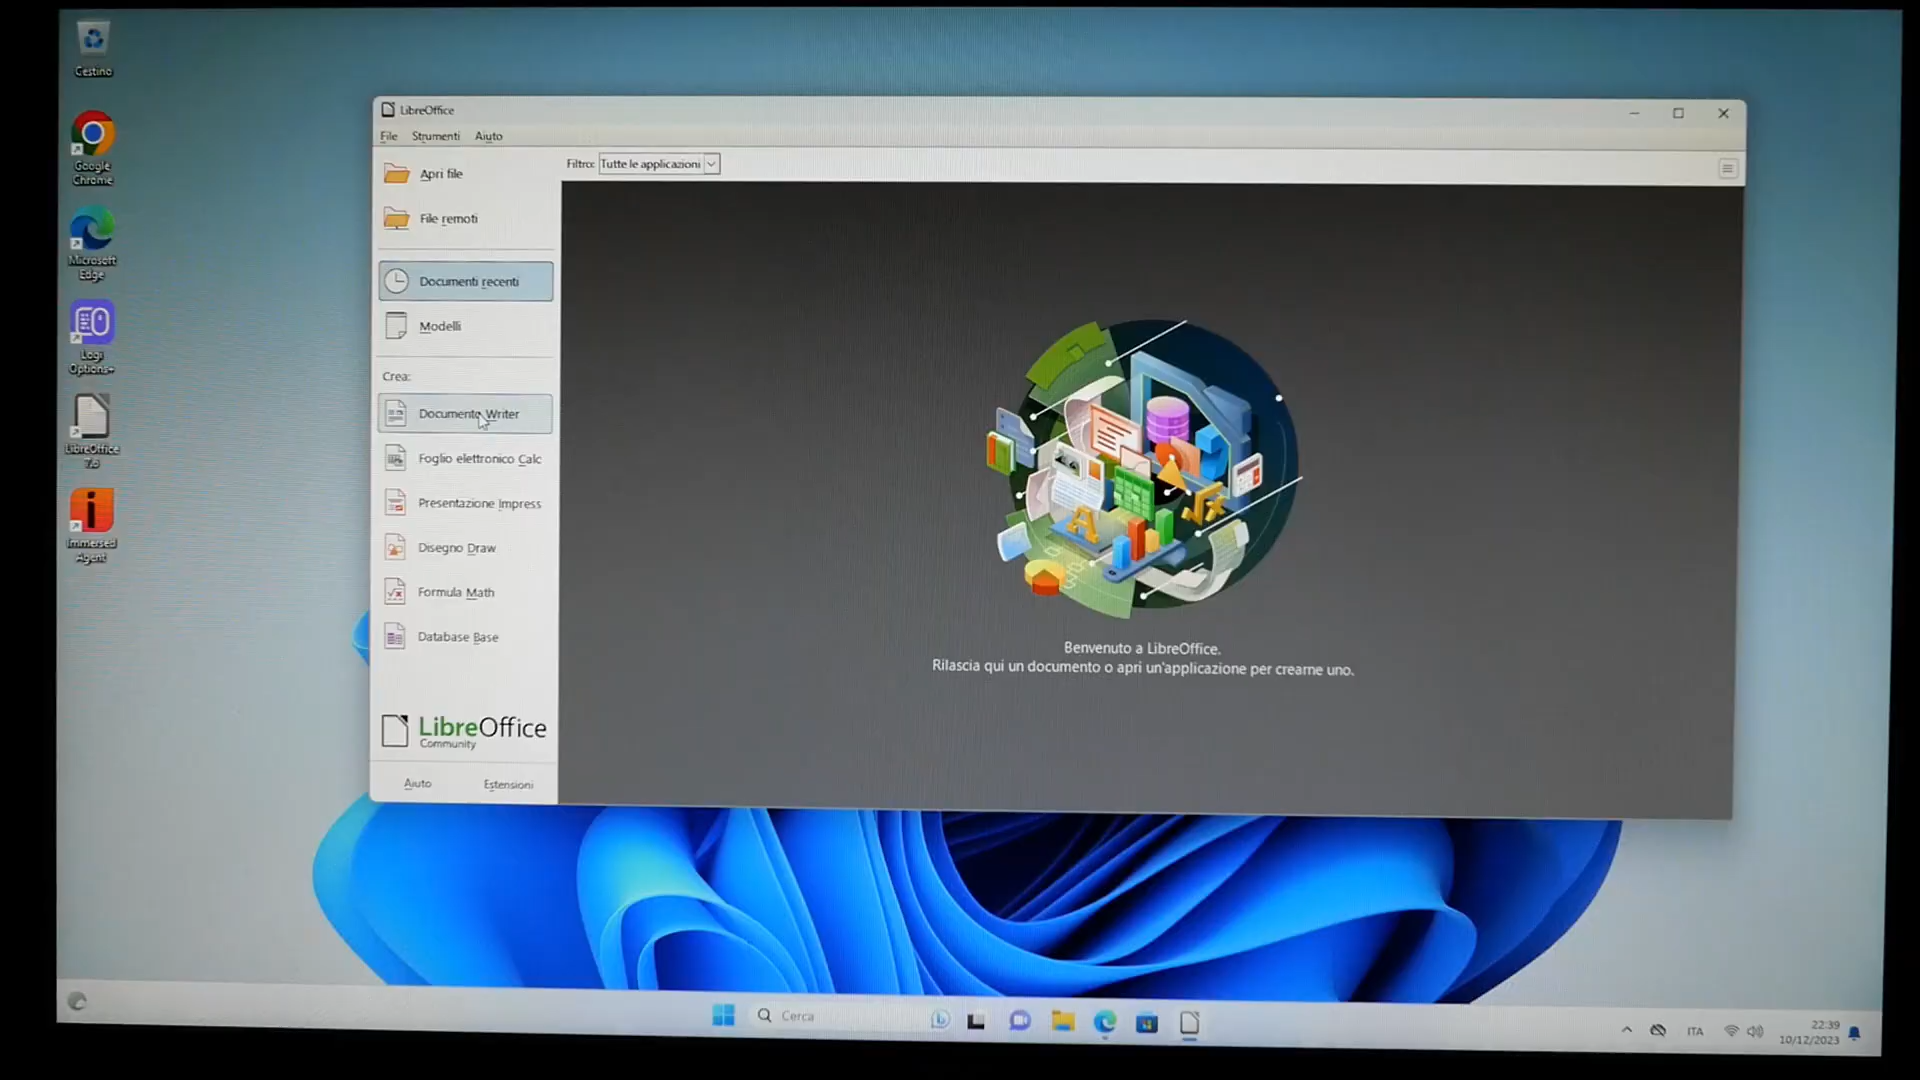 Cestino
Google
Chrome
Microsoft
Edge
Logi
Options+
LibreOffice
Immersed
Agent
LibreOffice
File Strumenti Aiuto
Apri file
File remoti
Documenti recenti
Modelli
Crea:
Documento Writer
Foglio elettronico Calc
Presentazione Impress
Disegno Draw
Formula Math
Database Base
LibreOffice
Community
Aiuto Estensioni
Filtro: Tutte le applicazioni
Benvenuto a LibreOffice.
Rilascia qui un documento o apri un'applicazione per crearne uno.
Cerca
ITA
22:39
10/12/2023